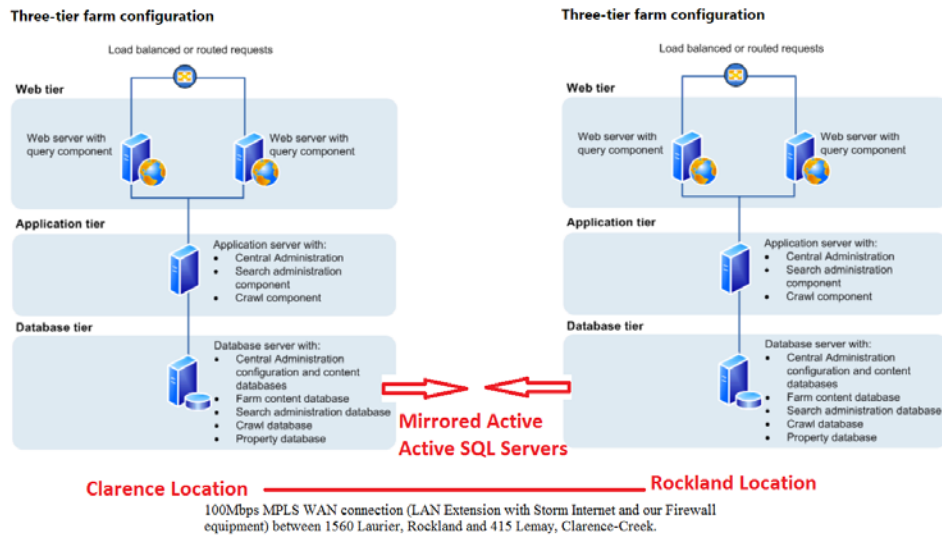 Three-tier farm configuration
Load balanced or routed requests
Web tier
Web server with
query component
Web server with
query component
Application tier
Application server with:
• Central Administration
• Search administration
component
• Crawl component
Database tier
Database server with:
• Central Administration
configuration and content
databases
• Farm content database
• Search administration database
• Crawl database
• Property database
Three-tier farm configuration
Load balanced or routed requests
Web tier
Web server with
query component
Web server with
query component
Application tier
Application server with:
• Central Administration
• Search administration
component
• Crawl component
Database tier
Database server with:
• Central Administration
configuration and content
databases
• Farm content database
• Search administration database
• Crawl database
• Property database
Mirrored Active
Active SQL Servers
Clarence Location
Rockland Location
100Mbps MPLS WAN connection (LAN Extension with Storm Internet and our Firewall
equipment) between 1560 Laurier, Rockland and 415 Lemay, Clarence-Creek.